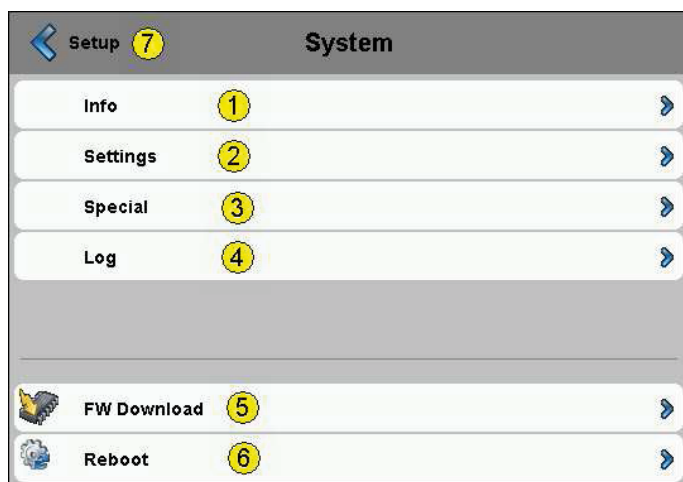 Setup 7 System
Info 1
Settings 2
Special 3
Log 4
FW Download 5
Reboot 6